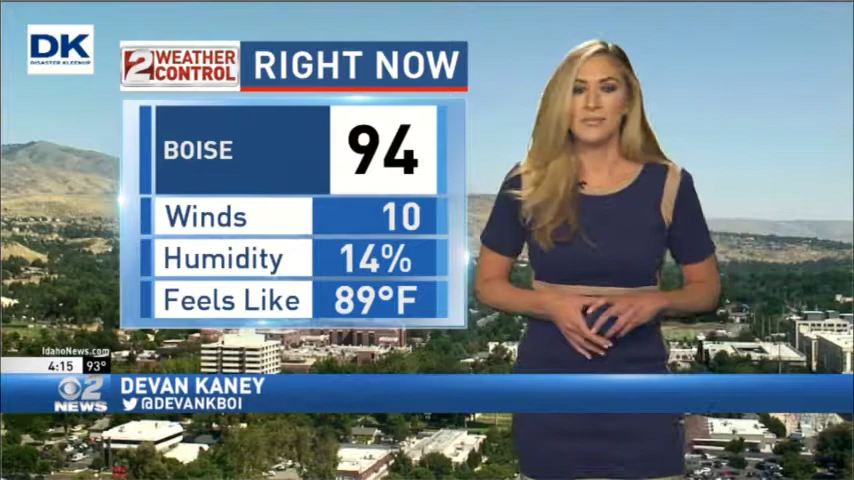 DK
DISASTER KLEENUP
2 WEATHER
CONTROL
RIGHT NOW
BOISE 94
Winds 10
Humidity 14%
Feels Like 89°F
IdahoNews.com
4:15 93°
2
NEWS
DEVAN KANEY
@DEVANKBOI